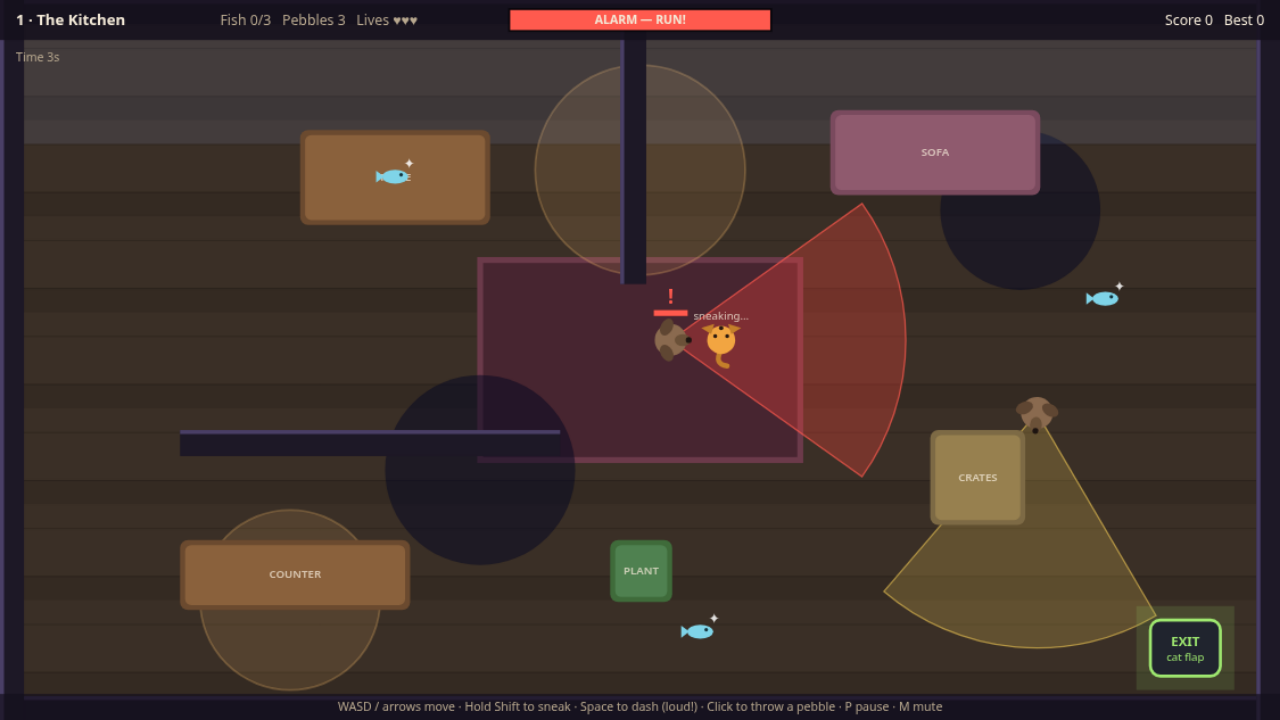 1 · The Kitchen
Fish 0/3 Pebbles 3 Lives ♥♥♥
ALARM — RUN!
Score 0 Best 0
Time 3s
SOFA
!
sneaking...
CRATES
COUNTER
PLANT
EXIT
cat flap
WASD / arrows move · Hold Shift to sneak · Space to dash (loud!) · Click to throw a pebble · P pause · M mute